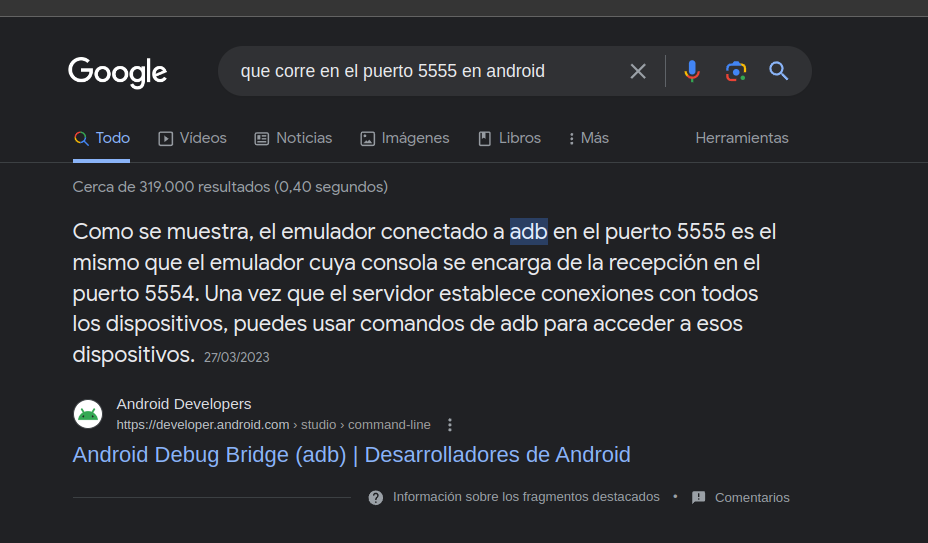 Google
que corre en el puerto 5555 en android
Todo
Videos
Noticias
Imágenes
Libros
Más
Herramientas
Cerca de 319.000 resultados (0,40 segundos)
Como se muestra, el emulador conectado a adb en el puerto 5555 es el
mismo que el emulador cuya consola se encarga de la recepción en el
puerto 5554. Una vez que el servidor establece conexiones con todos
los dispositivos, puedes usar comandos de adb para acceder a esos
dispositivos. 27/03/2023
Android Developers
https://developer.android.com › studio › command-line
Android Debug Bridge (adb) | Desarrolladores de Android
Información sobre los fragmentos destacados • Comentarios